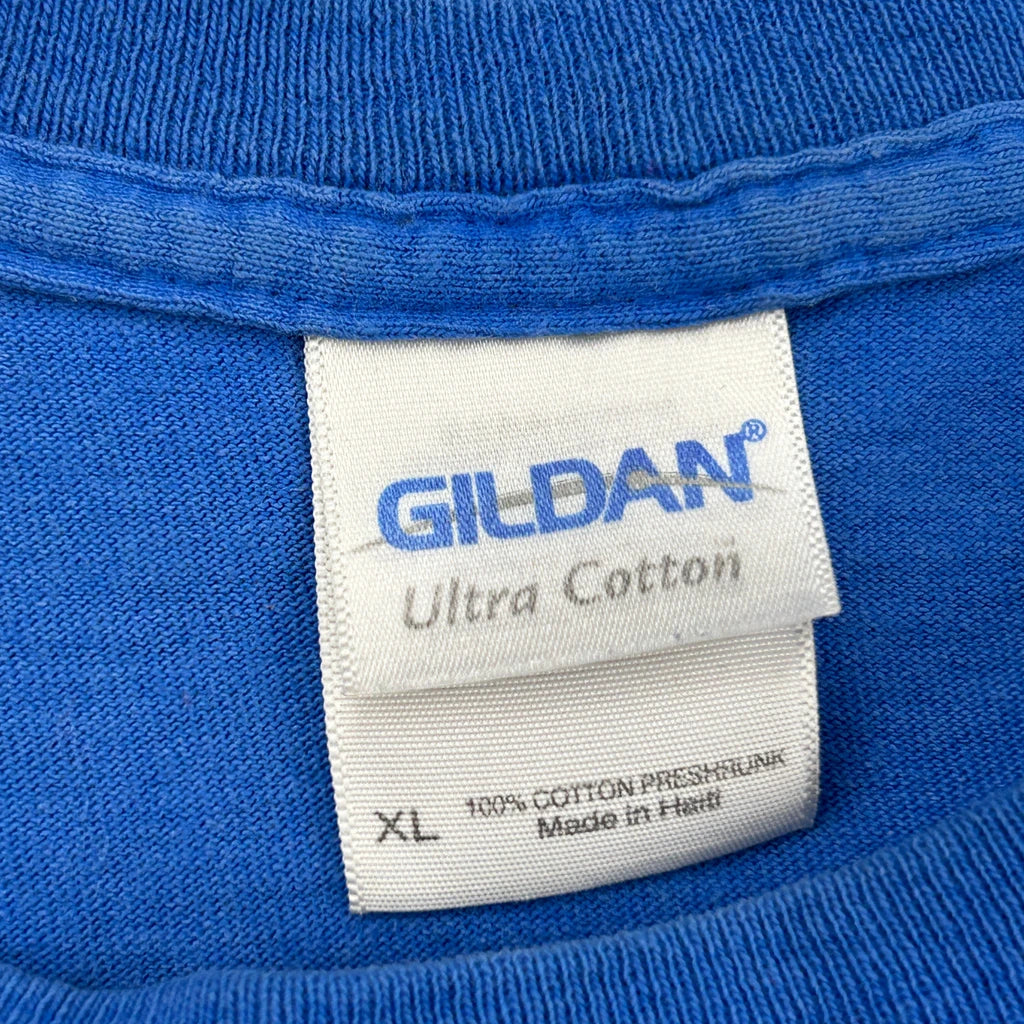 GILDAN®
Ultra Cotton
XL
100% COTTON PRESHRUNK
Made in Haiti